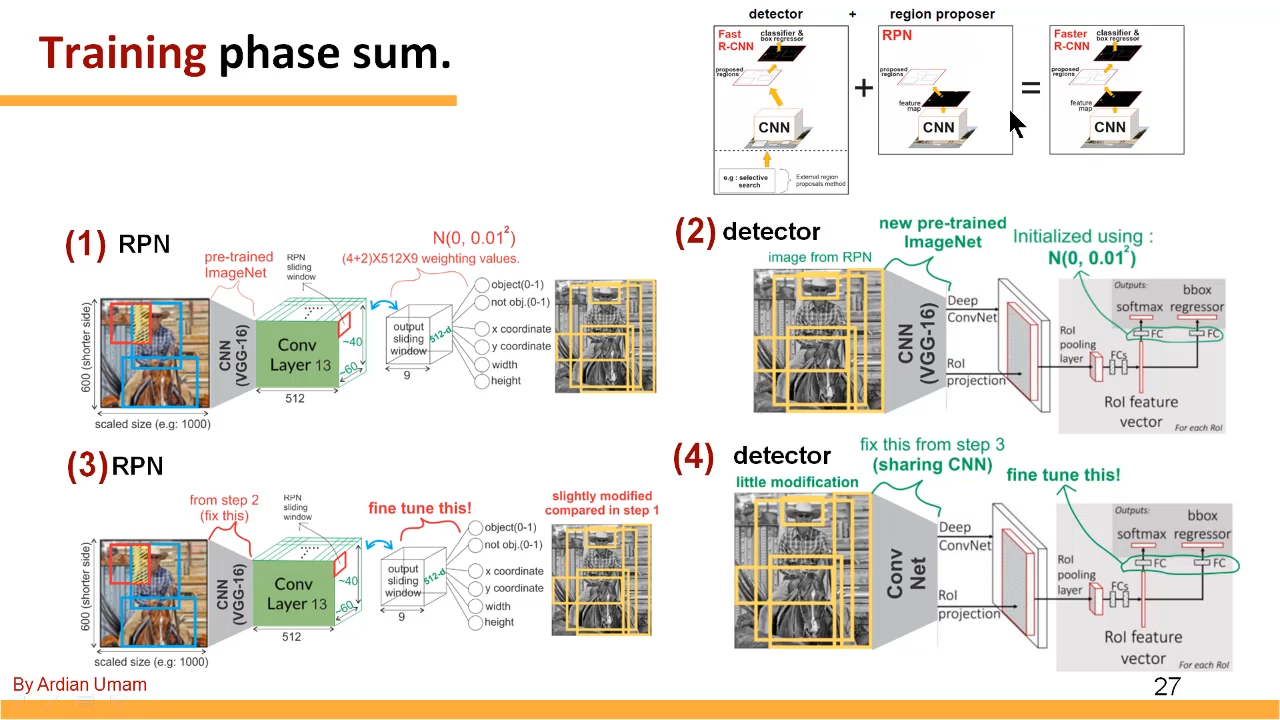 Training phase sum.
detector + region proposer
Fast
R-CNN
classifier &
box regressor
proposed
regions
CNN
e.g : selective
search
External region
proposals method
+
RPN
proposed
regions
feature
map
CNN
=
Faster
R-CNN
classifier &
box regressor
proposed
regions
feature
map
CNN
(1) RPN
pre-trained
ImageNet
RPN
sliding
window
N(0, 0.01²)
(4+2)X512X9 weighting values.
600 (shorter side)
scaled size (e.g: 1000)
CNN
(VGG-16)
Conv
Layer 13
512
~40
~60
output
sliding
window
512-d
9
object(0-1)
not obj.(0-1)
x coordinate
y coordinate
width
height
(2) detector
new pre-trained
ImageNet
image from RPN
Initialized using :
N(0, 0.01²)
CNN
(VGG-16)
Deep
ConvNet
RoI
projection
RoI
pooling
layer
FCs
Outputs:
softmax
bbox
regressor
FC
FC
RoI feature
vector
For each RoI
(3) RPN
from step 2
(fix this)
RPN
sliding
window
fine tune this!
slightly modified
compared in step 1
600 (shorter side)
scaled size (e.g: 1000)
CNN
(VGG-16)
Conv
Layer 13
512
~40
~60
output
sliding
window
512-d
9
object(0-1)
not obj.(0-1)
x coordinate
y coordinate
width
height
(4) detector
little modification
fix this from step 3
(sharing CNN)
fine tune this!
Conv
Net
Deep
ConvNet
RoI
projection
RoI
pooling
layer
FCs
Outputs:
softmax
bbox
regressor
FC
FC
RoI feature
vector
For each RoI
By Ardian Umam
27